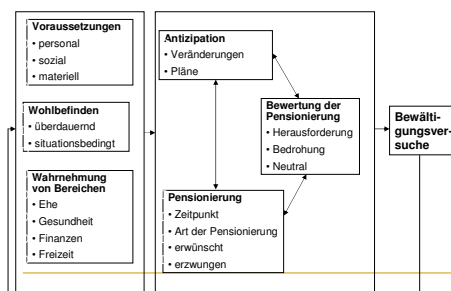 Voraussetzungen
• personal
• sozial
• materiell
Wohlbefinden
• überdauernd
• situationsbedingt
Wahrnehmung
von Bereichen
• Ehe
• Gesundheit
• Finanzen
• Freizeit
Antizipation
• Veränderungen
• Pläne
Bewertung der
Pensionierung
• Herausforderung
• Bedrohung
• Neutral
Pensionierung
• Zeitpunkt
• Art der Pensionierung
• erwünscht
• erzwungen
Bewälti-
gungsver-
suche